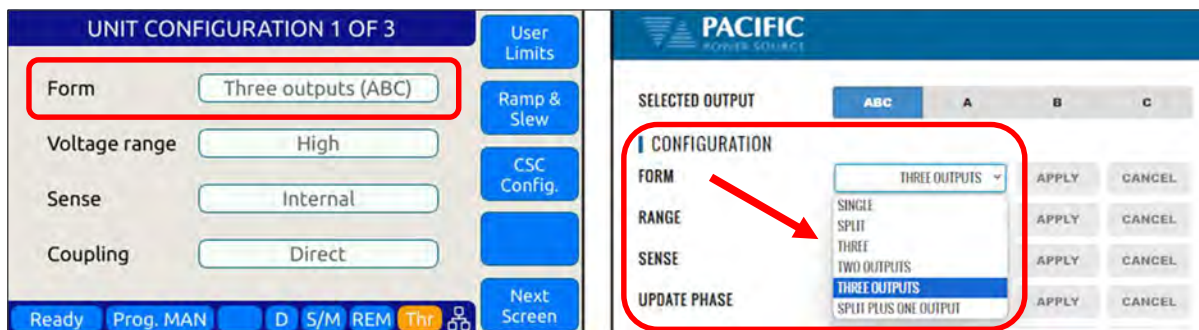 UNIT CONFIGURATION 1 OF 3
Form Three outputs (ABC)
Voltage range High
Sense Internal
Coupling Direct
User
Limits
Ramp &
Slew
CSC
Config.
Next
Screen
Ready Prog. MAN D S/M REM Thr
PACIFIC
POWER SOURCE
SELECTED OUTPUT ABC A B C
CONFIGURATION
FORM THREE OUTPUTS APPLY CANCEL
SINGLE
SPLIT
THREE
TWO OUTPUTS
THREE OUTPUTS
SPLIT PLUS ONE OUTPUT
RANGE APPLY CANCEL
SENSE APPLY CANCEL
UPDATE PHASE APPLY CANCEL